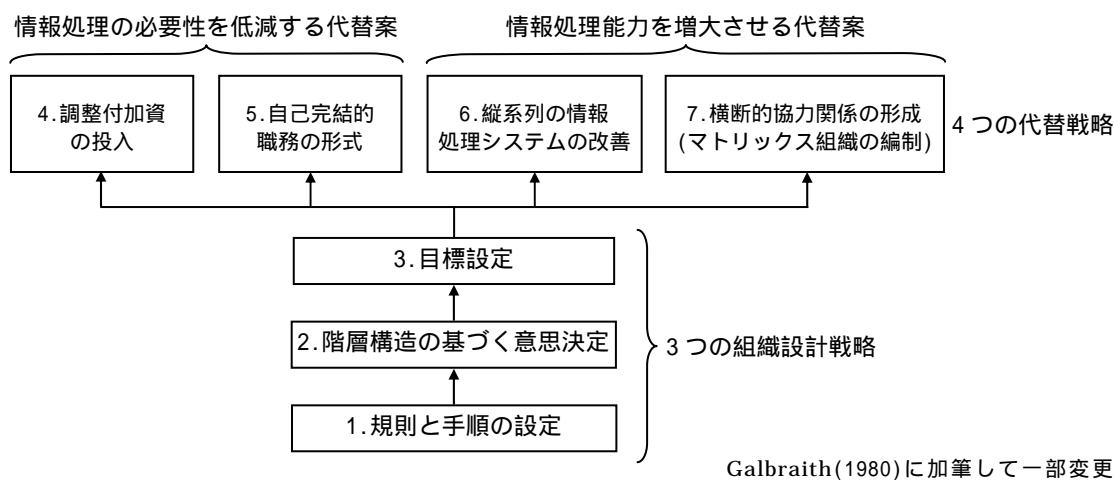 情報処理の必要性を低減する代替案
情報処理能力を増大させる代替案
4.調整付加資
の投入
5.自己完結的
職務の形式
6.縦系列の情報
処理システムの改善
7.横断的協力関係の形成
(マトリックス組織の編制)
4つの代替戦略
3.目標設定
2.階層構造の基づく意思決定
3つの組織設計戦略
1.規則と手順の設定
Galbraith(1980)に加筆して一部変更